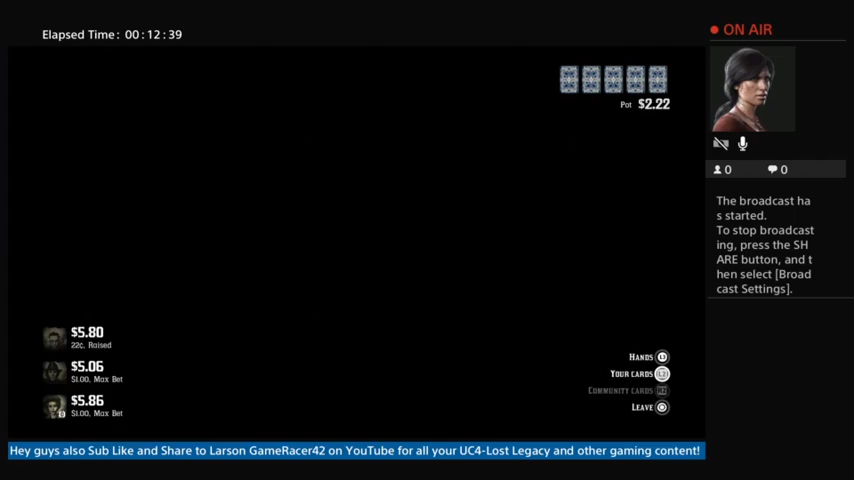 Elapsed Time: 00:12:39
ON AIR
Pot $2.22
0 0
The broadcast ha
s started.
To stop broadcast
ing, press the SH
ARE button, and t
hen select [Broad
cast Settings].
$5.80
22¢, Raised
$5.06
$1.00, Max Bet
$5.86
$1.00, Max Bet
HANDS L3
YOUR CARDS L2
COMMUNITY CARDS
LEAVE
Hey guys also Sub Like and Share to Larson GameRacer42 on YouTube for all your UC4-Lost Legacy and other gaming content!